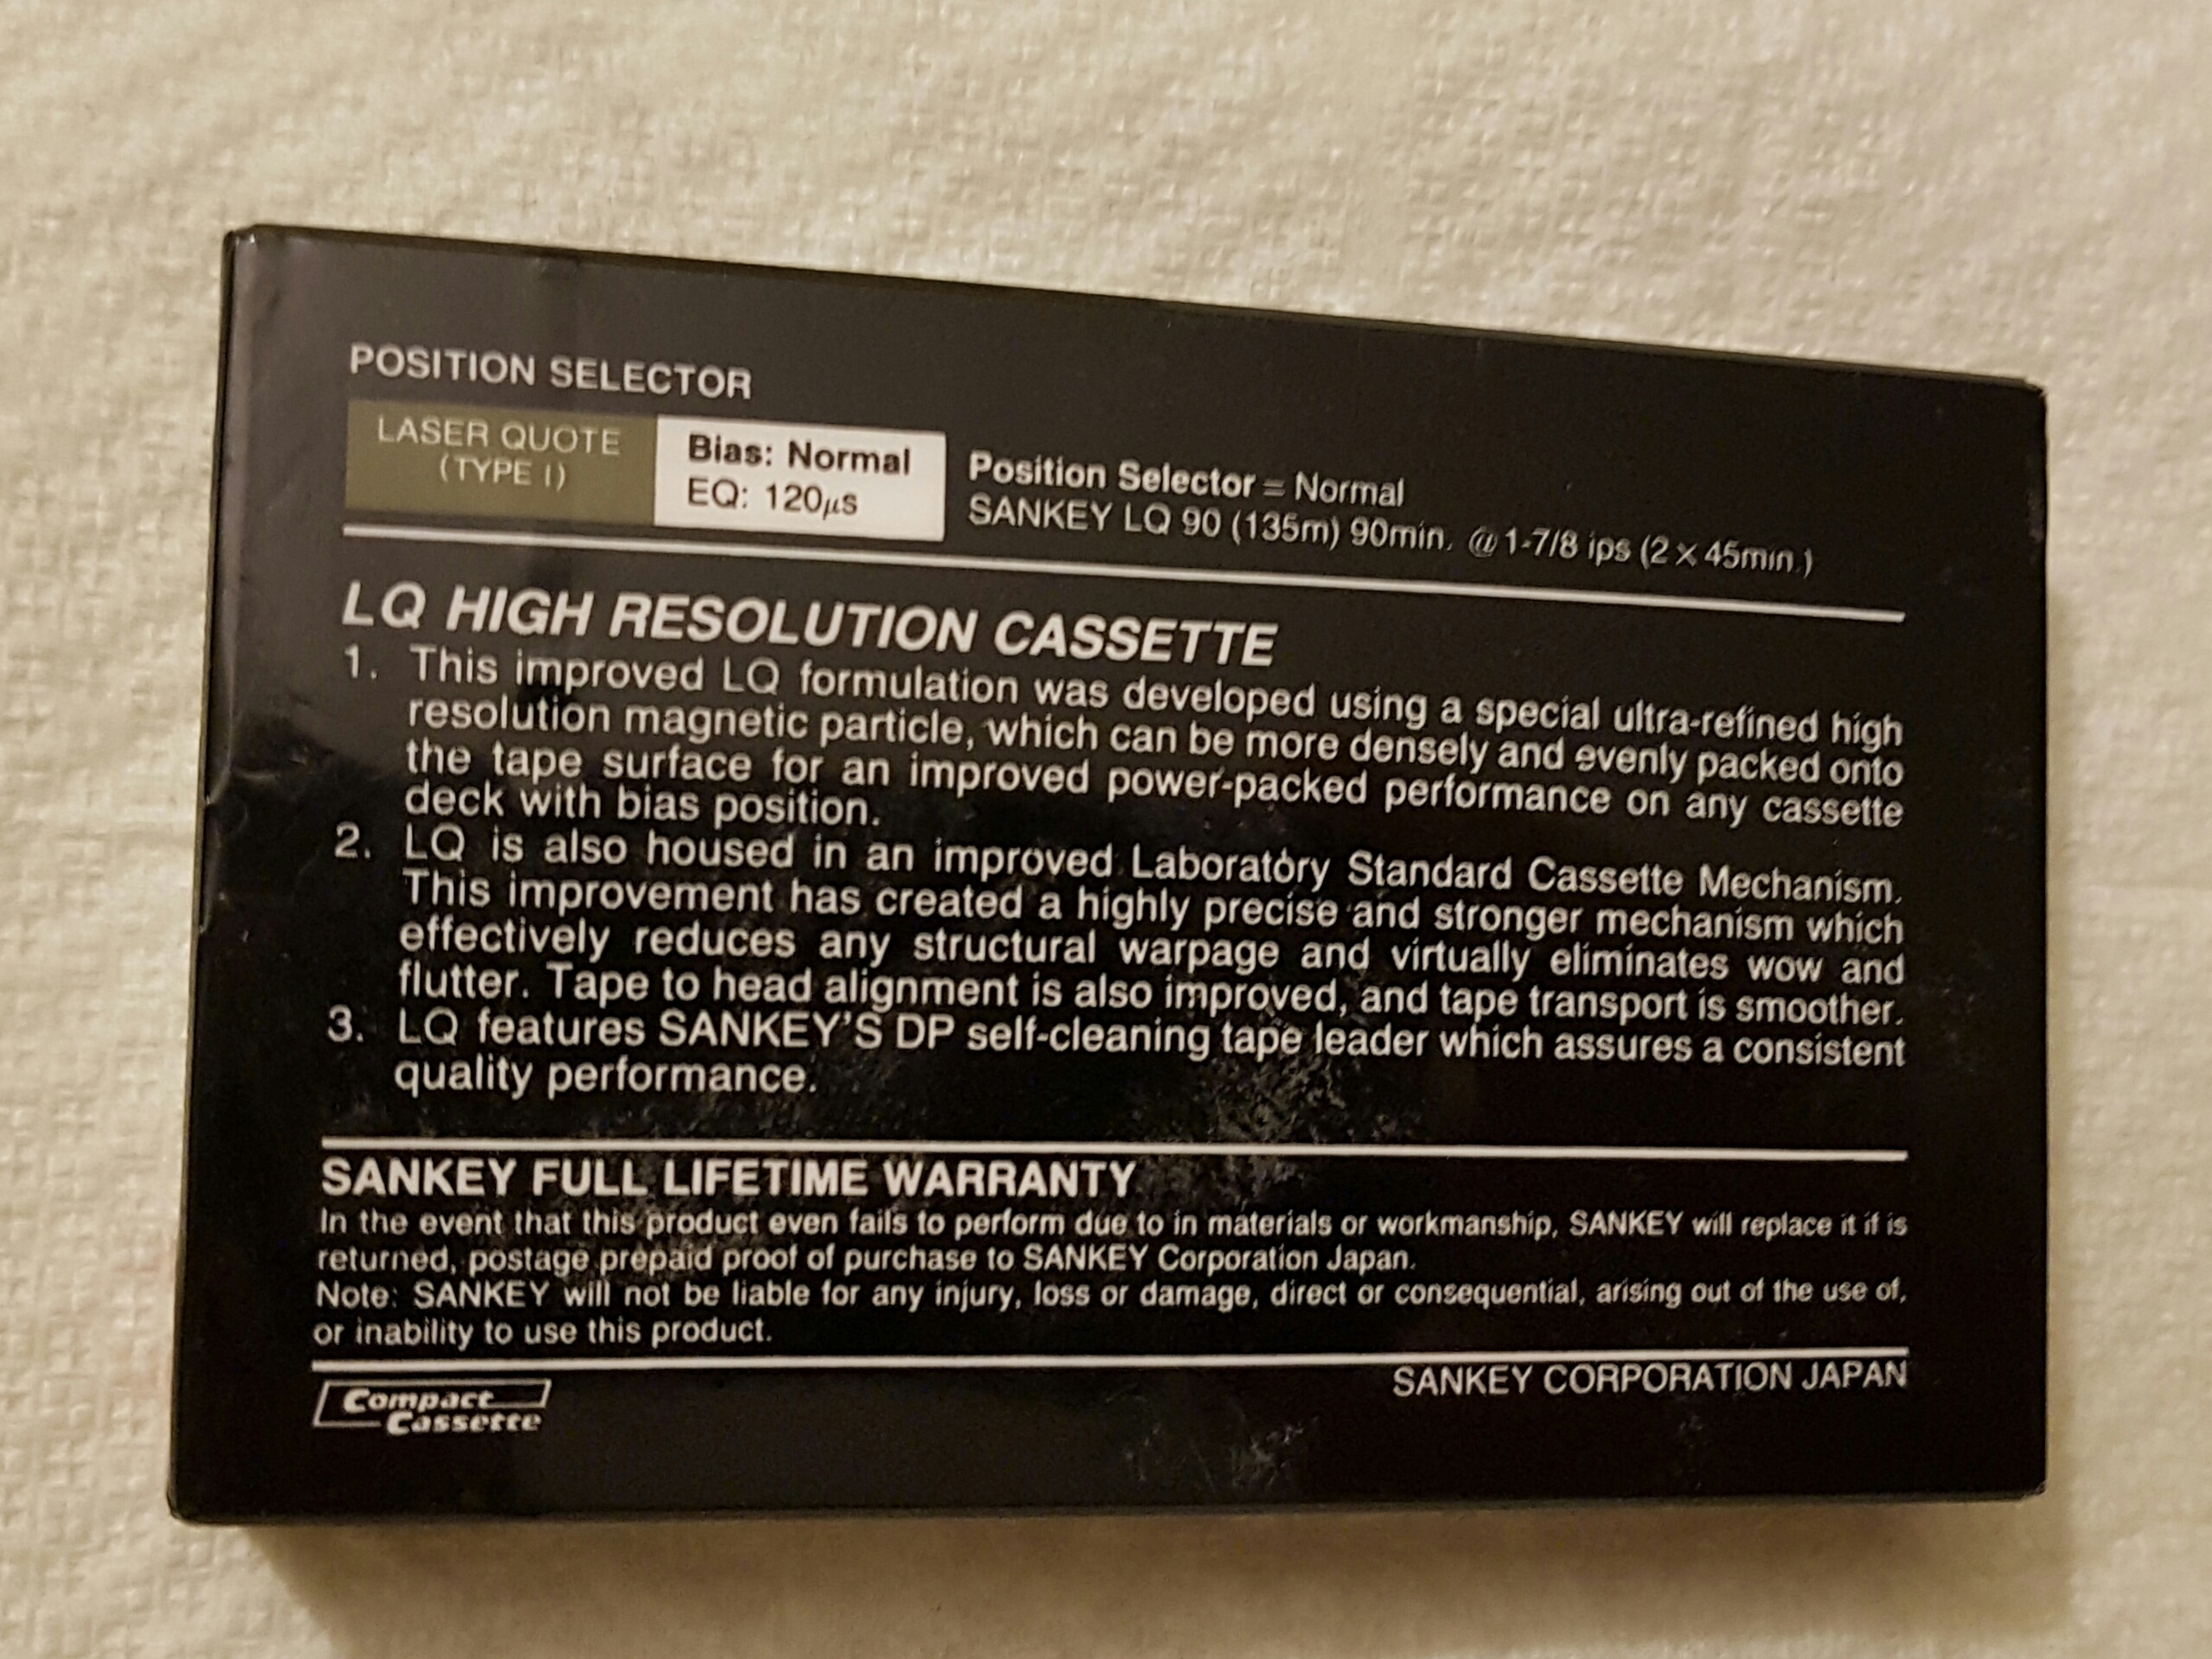 POSITION SELECTOR
LASER QUOTE
(TYPE I)
Bias: Normal
EQ: 120μs
Position Selector = Normal
SANKEY LQ 90 (135m) 90min. @ 1-7/8 ips (2 × 45min.)
LQ HIGH RESOLUTION CASSETTE
1. This improved LQ formulation was developed using a special ultra-refined high
resolution magnetic particle, which can be more densely and evenly packed onto
the tape surface for an improved power-packed performance on any cassette
deck with bias position.
2. LQ is also housed in an improved Laboratory Standard Cassette Mechanism.
This improvement has created a highly precise and stronger mechanism which
effectively reduces any structural warpage and virtually eliminates wow and
flutter. Tape to head alignment is also improved, and tape transport is smoother.
3. LQ features SANKEY'S DP self-cleaning tape leader which assures a consistent
quality performance.
SANKEY FULL LIFETIME WARRANTY
In the event that this product even fails to perform due to in materials or workmanship, SANKEY will replace it if is
returned, postage prepaid proof of purchase to SANKEY Corporation Japan.
Note: SANKEY will not be liable for any injury, loss or damage, direct or consequential, arising out of the use of,
or inability to use this product.
SANKEY CORPORATION JAPAN
Compact
Cassette